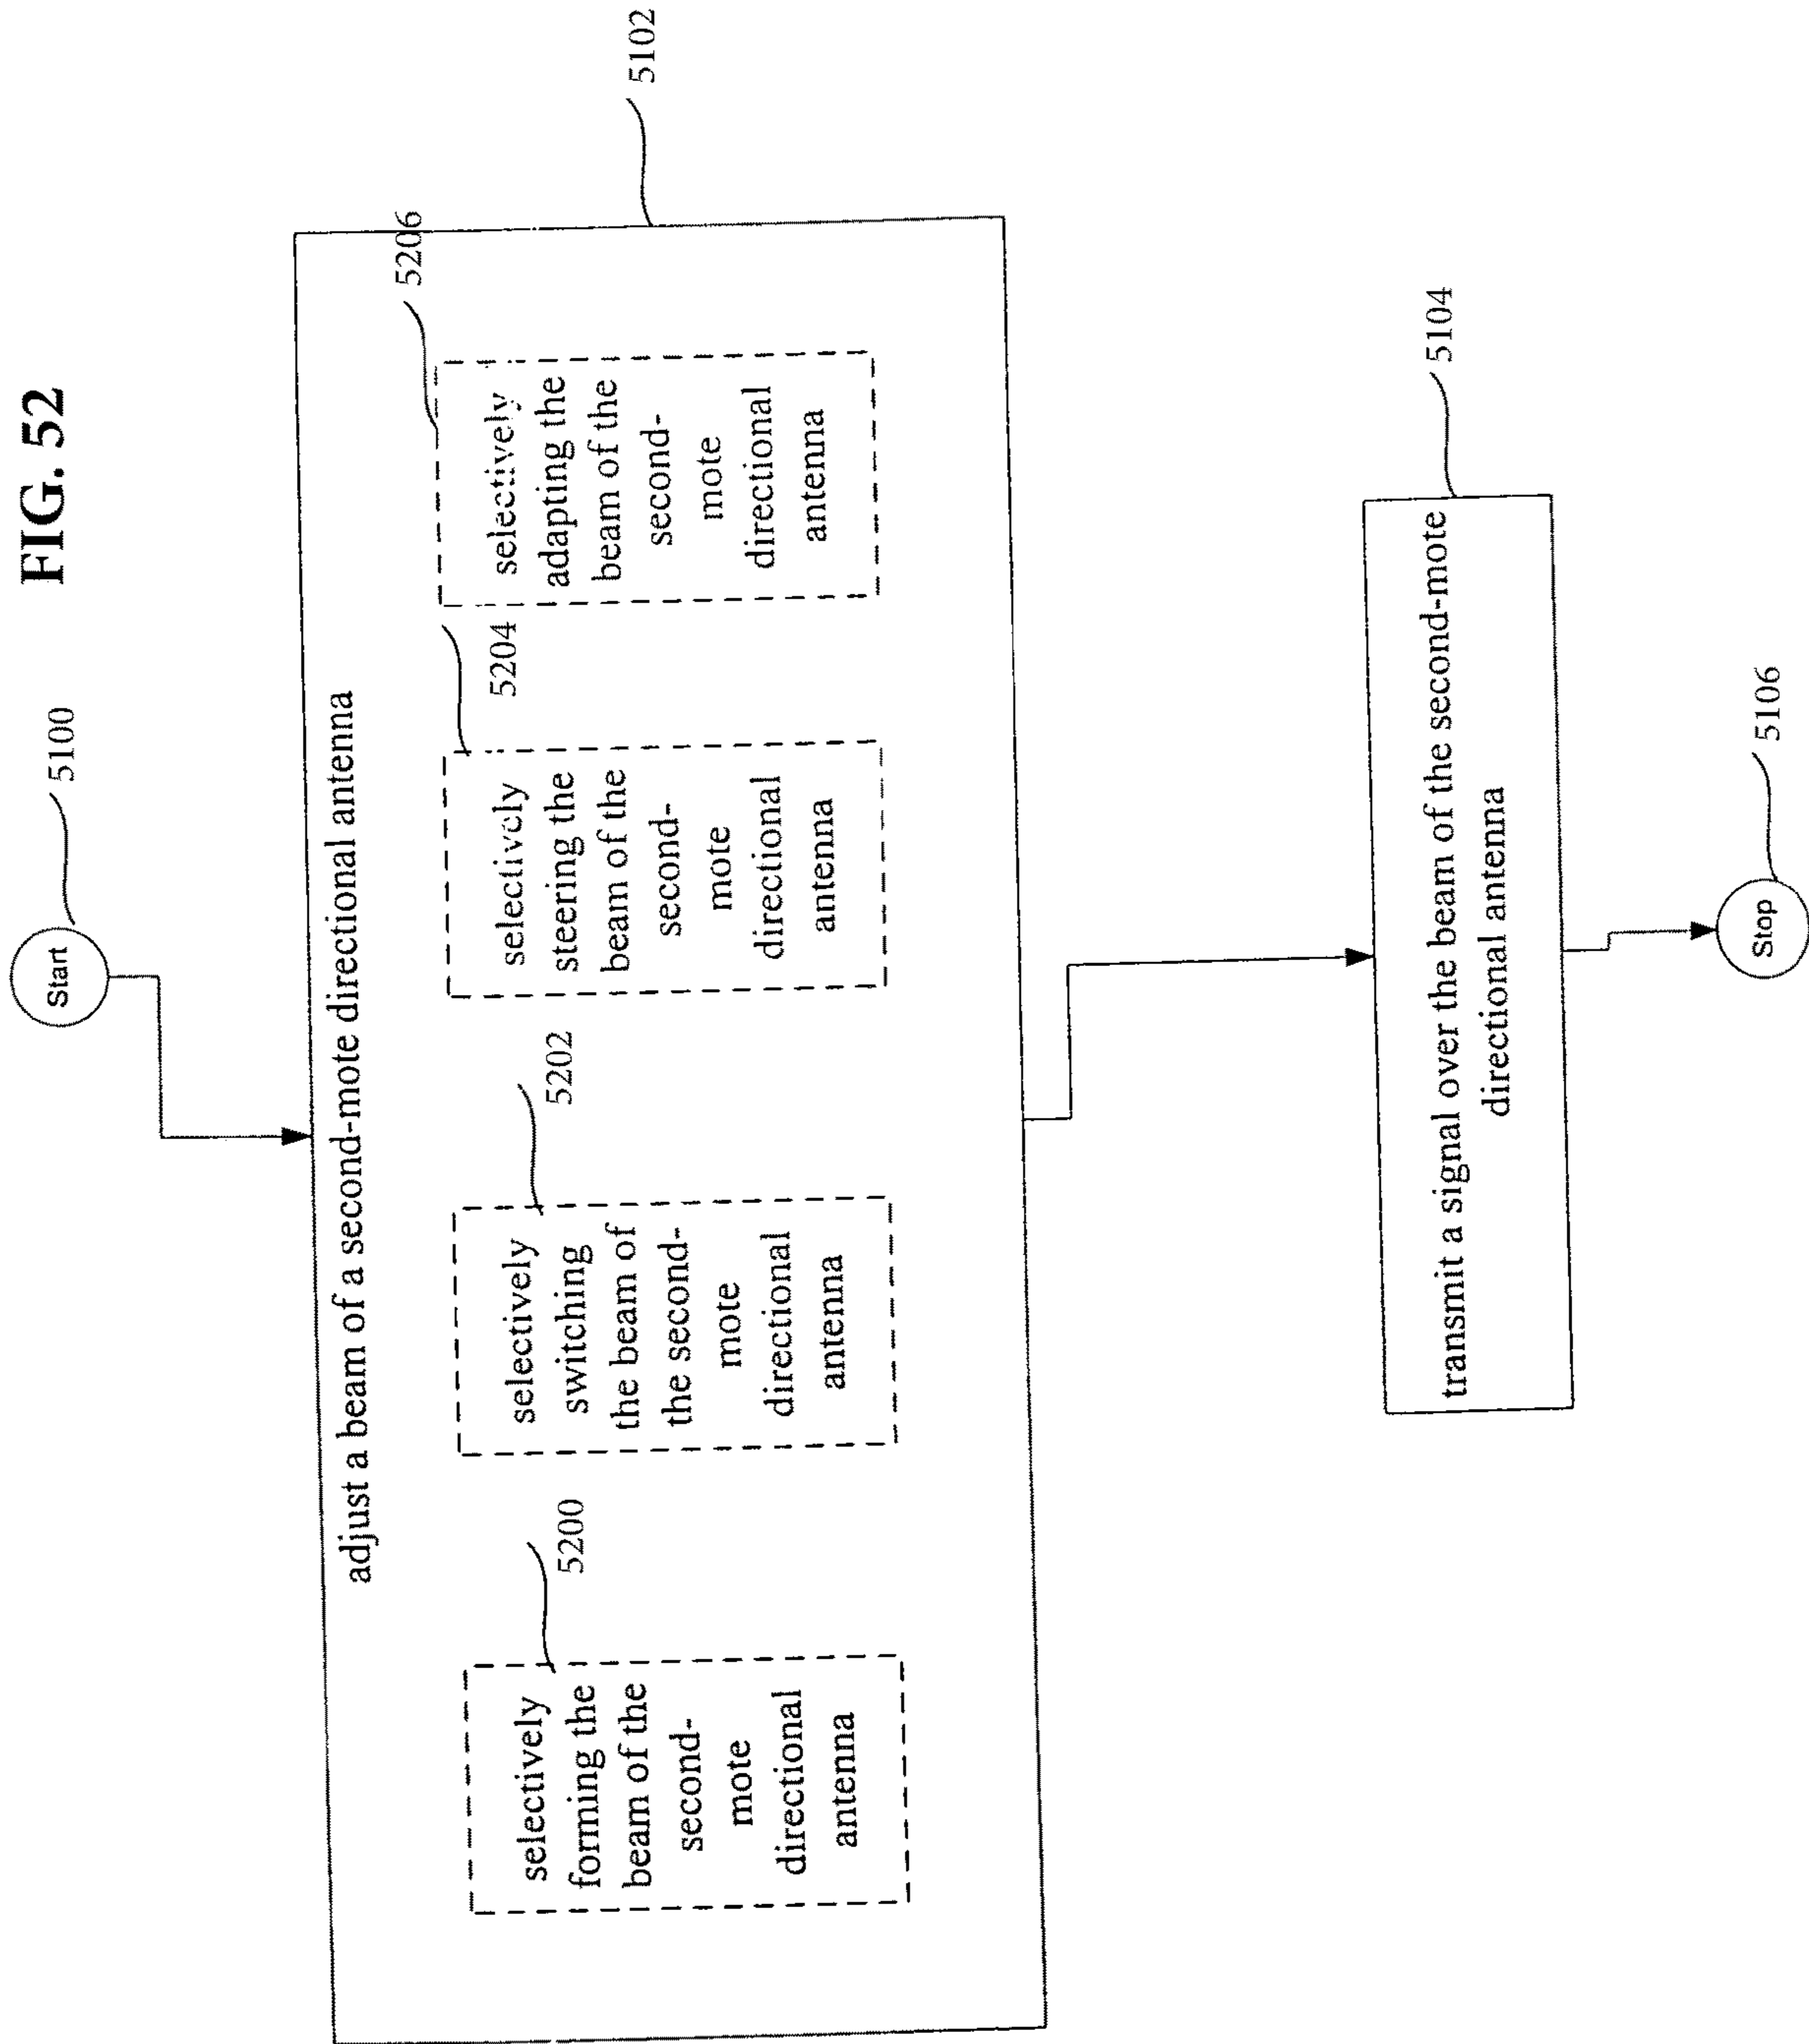 FIG. 52
Start
5100
adjust a beam of a second-mote directional antenna
5102
selectively
forming the
beam of the
second-
mote
directional
antenna
5200
selectively
switching
the beam of
the second-
mote
directional
antenna
5202
selectively
steering the
beam of the
second-
mote
directional
antenna
5204
selectively
adapting the
beam of the
second-
mote
directional
antenna
5206
transmit a signal over the beam of the second-mote
directional antenna
5104
Stop
5106